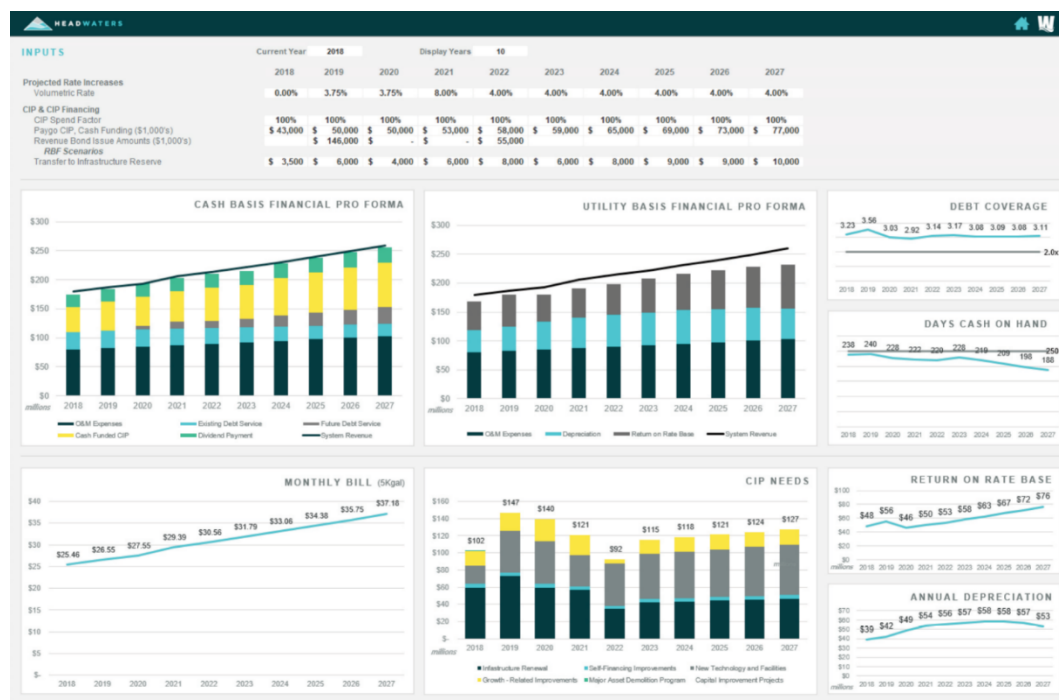 HEADWATERS
W
INPUTS Current Year 2018 Display Years 10
2018 2019 2020 2021 2022 2023 2024 2025 2026 2027
Projected Rate Increases
Volumetric Rate 0.00% 3.75% 3.75% 8.00% 4.00% 4.00% 4.00% 4.00% 4.00% 4.00%
CIP & CIP Financing
CIP Spend Factor 100% 100% 100% 100% 100% 100% 100% 100% 100% 100%
Paygo CIP, Cash Funding ($1,000's) $ 43,000 $ 50,000 $ 50,000 $ 53,000 $ 58,000 $ 59,000 $ 65,000 $ 69,000 $ 73,000 $ 77,000
Revenue Bond Issue Amounts ($1,000's) $ 146,000 $ - $ - $ 55,000
RBF Scenarios
Transfer to Infrastructure Reserve $ 3,500 $ 6,000 $ 4,000 $ 6,000 $ 8,000 $ 6,000 $ 8,000 $ 9,000 $ 9,000 $ 10,000
CASH BASIS FINANCIAL PRO FORMA
$300
$250
$200
$150
$100
$50
$0
millions 2018 2019 2020 2021 2022 2023 2024 2025 2026 2027
O&M Expenses Existing Debt Service Future Debt Service
Cash Funded CIP Dividend Payment System Revenue
UTILITY BASIS FINANCIAL PRO FORMA
$300
$250
$200
$150
$100
$50
$0
millions 2018 2019 2020 2021 2022 2023 2024 2025 2026 2027
O&M Expenses Depreciation Return on Rate Base System Revenue
DEBT COVERAGE
3.23 3.56 3.03 2.92 3.14 3.17 3.08 3.09 3.08 3.11
2.0x
2018 2019 2020 2021 2022 2023 2024 2025 2026 2027
DAYS CASH ON HAND
238 240 228 222 220 228 219 209 198 188
250
2018 2019 2020 2021 2022 2023 2024 2025 2026 2027
MONTHLY BILL (5Kgal)
$40
$35
$30
$25
$20
$15
$10
$5
$-
$25.46 $26.55 $27.55 $29.39 $30.56 $31.79 $33.06 $34.38 $35.75 $37.18
2018 2019 2020 2021 2022 2023 2024 2025 2026 2027
CIP NEEDS
$160
$140
$120
$100
$80
$60
$40
$20
$-
$102 $147 $140 $121 $92 $115 $118 $121 $124 $127
millions 2018 2019 2020 2021 2022 2023 2024 2025 2026 2027
Infrastructure Renewal Self-Financing Improvements New Technology and Facilities
Growth - Related Improvements Major Asset Demolition Program Capital Improvement Projects
RETURN ON RATE BASE
$100
$80
$60
$40
$20
$0
$48 $56 $46 $50 $53 $58 $63 $67 $72 $76
millions 2018 2019 2020 2021 2022 2023 2024 2025 2026 2027
ANNUAL DEPRECIATION
$70
$60
$50
$40
$30
$20
$10
$0
$39 $42 $49 $54 $56 $57 $58 $58 $57 $53
millions 2018 2019 2020 2021 2022 2023 2024 2025 2026 2027